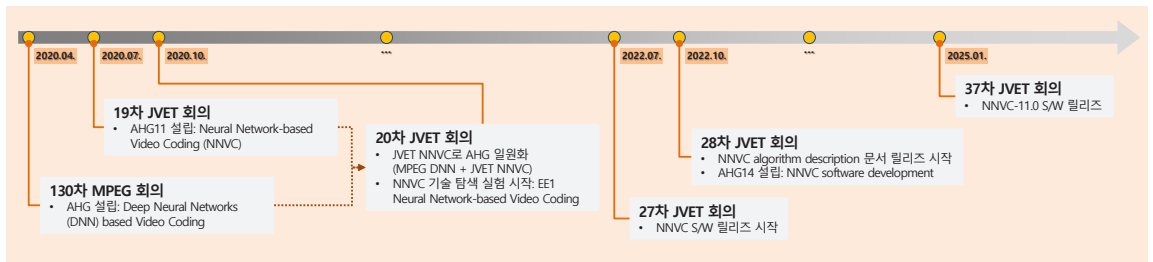 2020.04.
2020.07.
2020.10.
...
2022.07.
2022.10.
...
2025.01.
37차 JVET 회의
• NNVC-11.0 S/W 릴리즈
19차 JVET 회의
• AHG11 설립: Neural Network-based
Video Coding (NNVC)
20차 JVET 회의
• JVET NNVC로 AHG 일원화
(MPEG DNN + JVET NNVC)
• NNVC 기술 탐색 실험 시작: EE1
Neural Network-based Video Coding
28차 JVET 회의
• NNVC algorithm description 문서 릴리즈 시작
• AHG14 설립: NNVC software development
130차 MPEG 회의
• AHG 설립: Deep Neural Networks
(DNN) based Video Coding
27차 JVET 회의
• NNVC S/W 릴리즈 시작